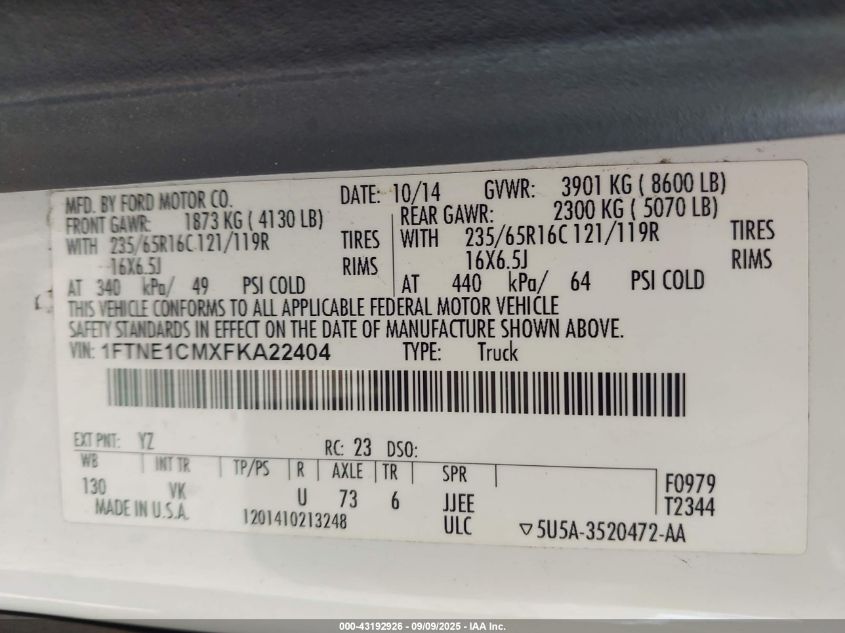 MFD. BY FORD MOTOR CO. DATE: 10/14 GVWR: 3901 KG ( 8600 LB)
FRONT GAWR: 1873 KG ( 4130 LB) REAR GAWR: 2300 KG ( 5070 LB)
WITH 235/65R16C 121/119R TIRES WITH 235/65R16C 121/119R TIRES
16X6.5J RIMS 16X6.5J RIMS
AT 340 kPa/ 49 PSI COLD AT 440 kPa/ 64 PSI COLD
THIS VEHICLE CONFORMS TO ALL APPLICABLE FEDERAL MOTOR VEHICLE
SAFETY STANDARDS IN EFFECT ON THE DATE OF MANUFACTURE SHOWN ABOVE.
VIN: 1FTNE1CMXFKA22404 TYPE: Truck
EXT PNT: YZ RC: 23 DSO:
WB INT TR TP/PS R AXLE TR SPR
130 VK U 73 6 JJEE F0979
MADE IN U.S.A. 1201410213248 ULC T2344
▽5U5A-3520472-AA
000-43192926 - 09/09/2025 - IAA Inc.